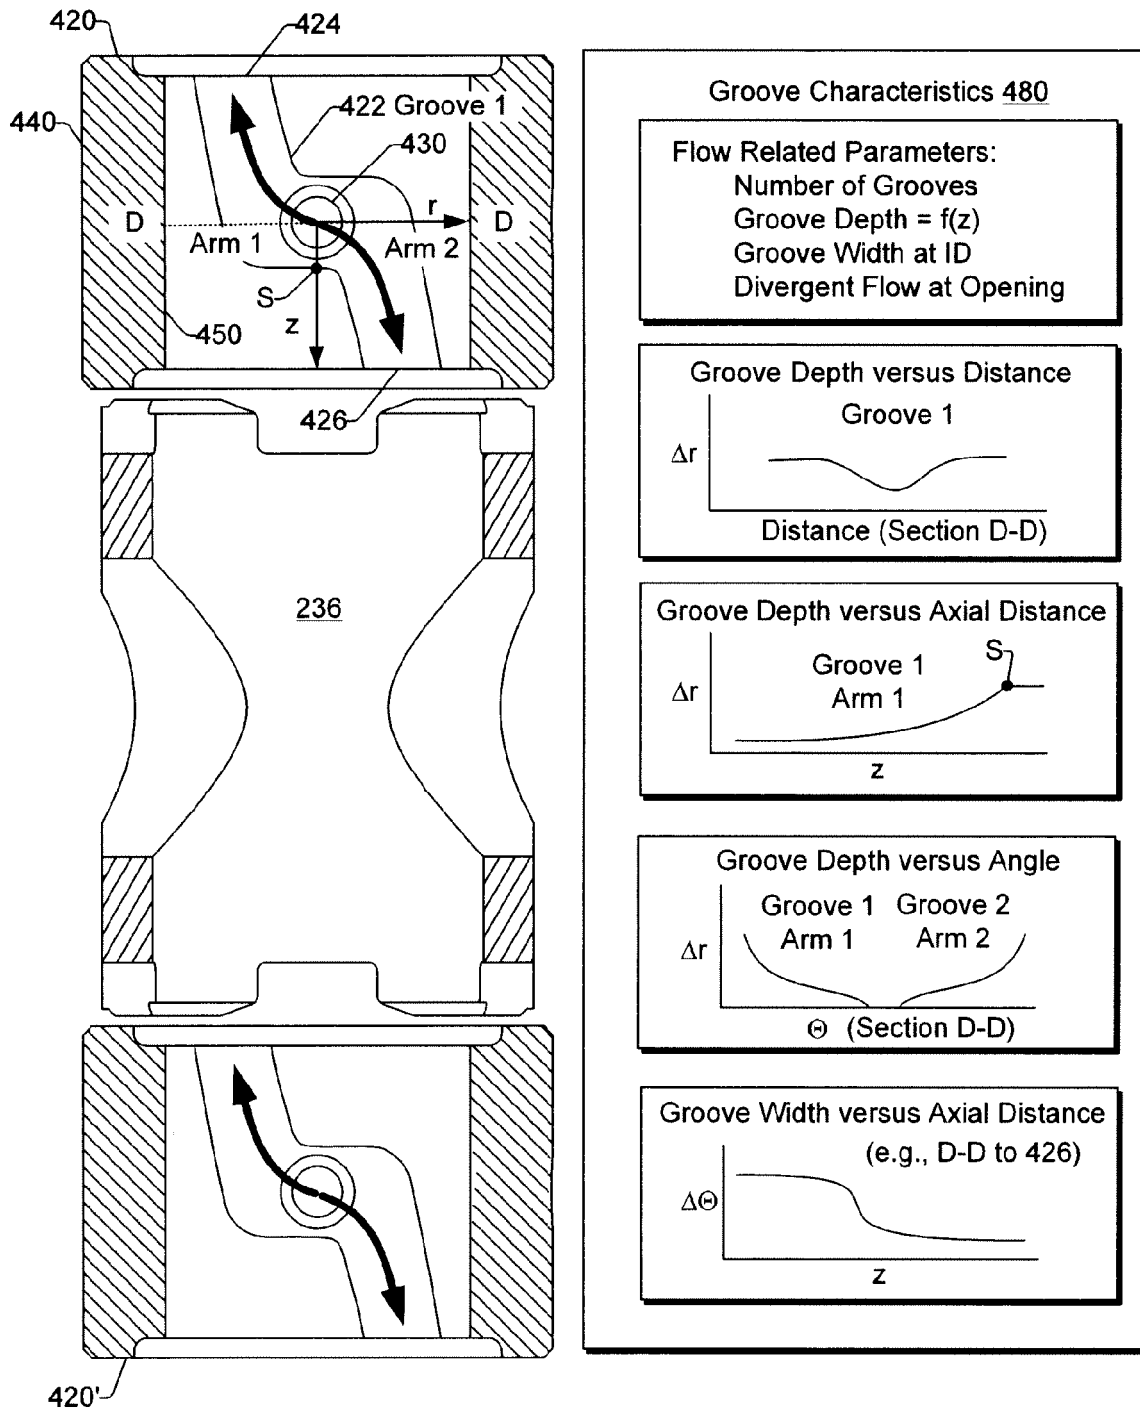 420
424
440
422 Groove 1
430
D
r
D
Arm 1
Arm 2
S
450
z
426
236
420'
Groove Characteristics 480
Flow Related Parameters:
Number of Grooves
Groove Depth = f(z)
Groove Width at ID
Divergent Flow at Opening
Groove Depth versus Distance
Groove 1
Δr
Distance (Section D-D)
Groove Depth versus Axial Distance
S
Groove 1
Arm 1
Δr
z
Groove Depth versus Angle
Groove 1 Groove 2
Arm 1 Arm 2
Δr
Θ (Section D-D)
Groove Width versus Axial Distance
(e.g., D-D to 426)
ΔΘ
z